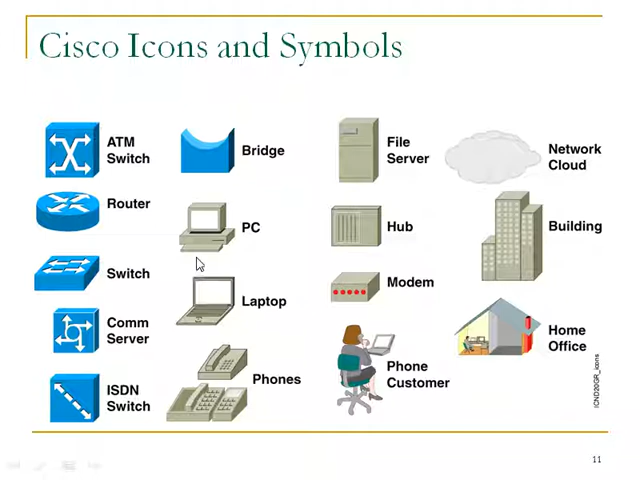 Cisco Icons and Symbols
ATM
Switch
Router
Switch
Comm
Server
ISDN
Switch
Bridge
PC
Laptop
Phones
File
Server
Hub
Modem
Phone
Customer
Network
Cloud
Building
Home
Office
ICND20GR_icons
11